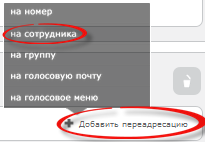 на номер
на сотрудника
на группу
на голосовую почту
на голосовое меню
Добавить переадресацию